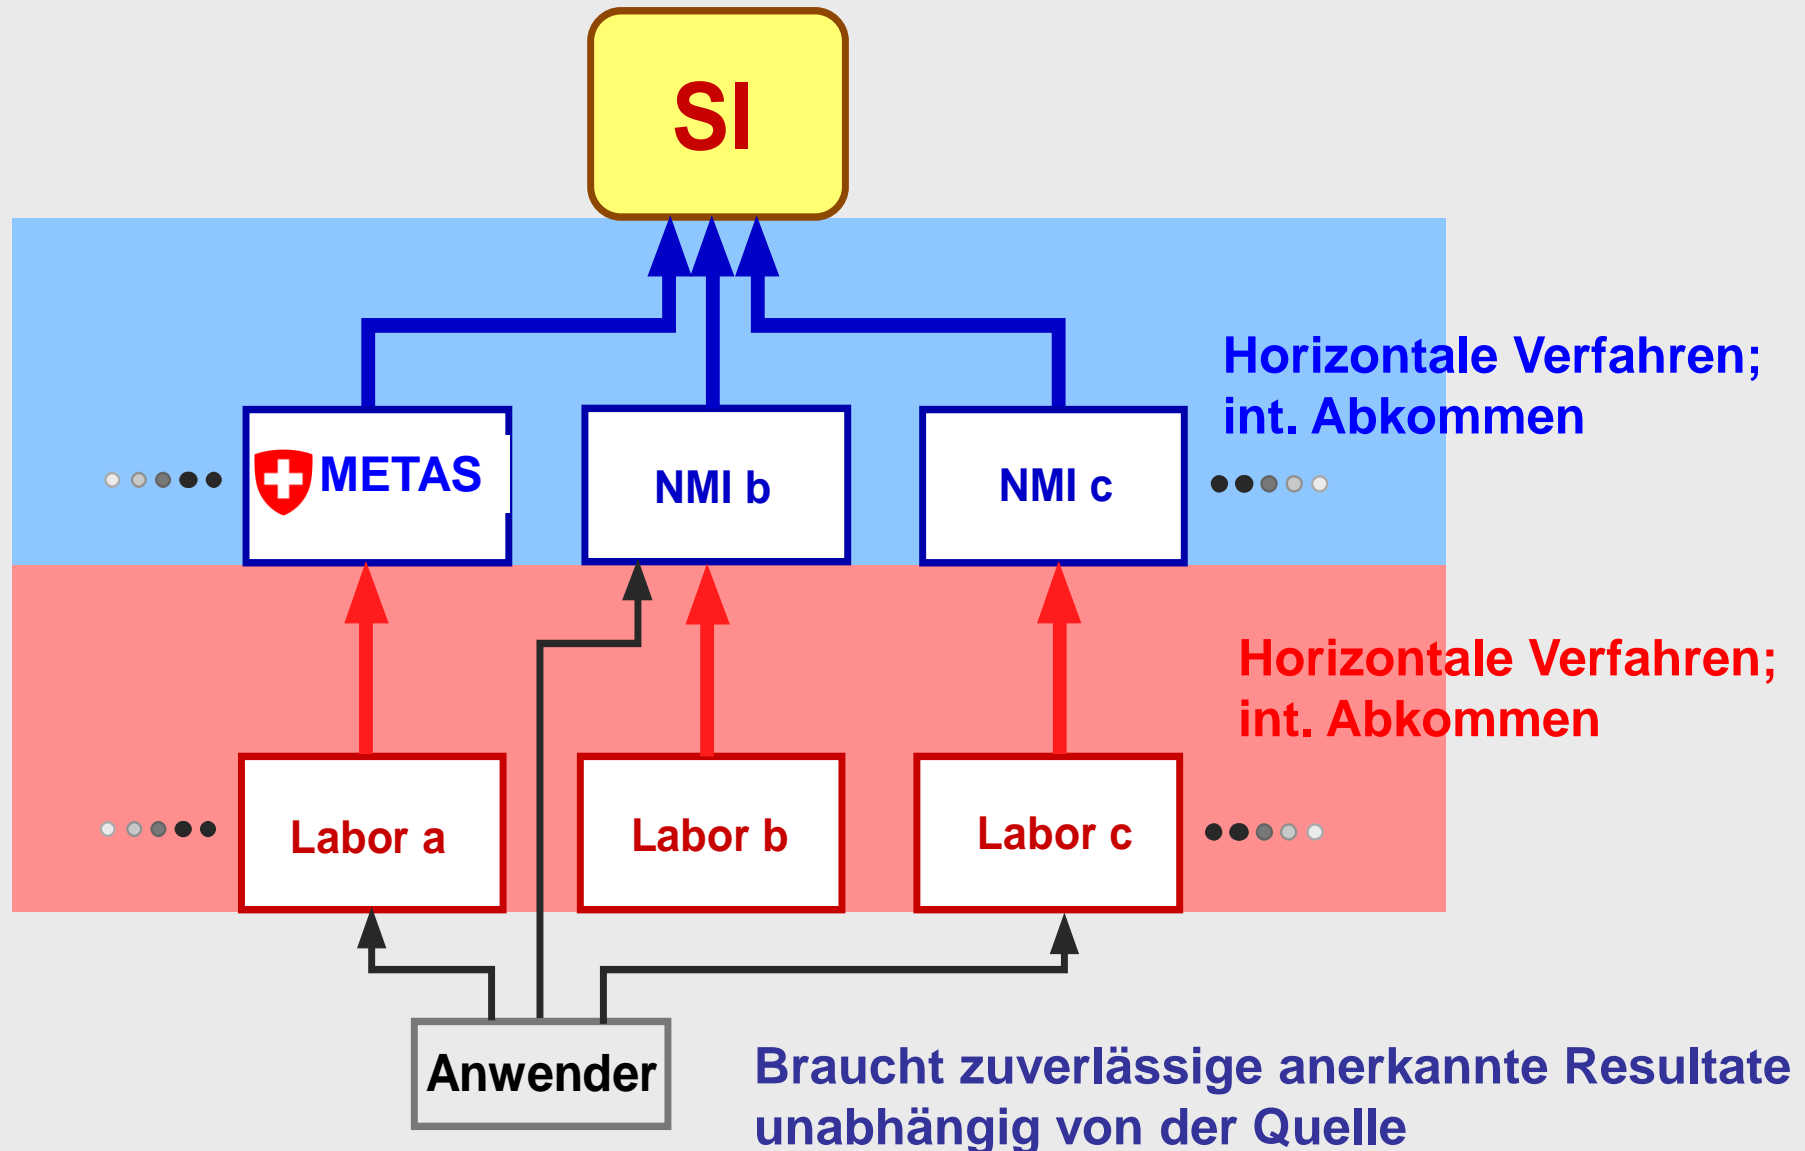 SI
Horizontale Verfahren;
int. Abkommen
METAS
NMI b
NMI c
Horizontale Verfahren;
int. Abkommen
Labor a
Labor b
Labor c
Anwender
Braucht zuverlässige anerkannte Resultate
unabhängig von der Quelle